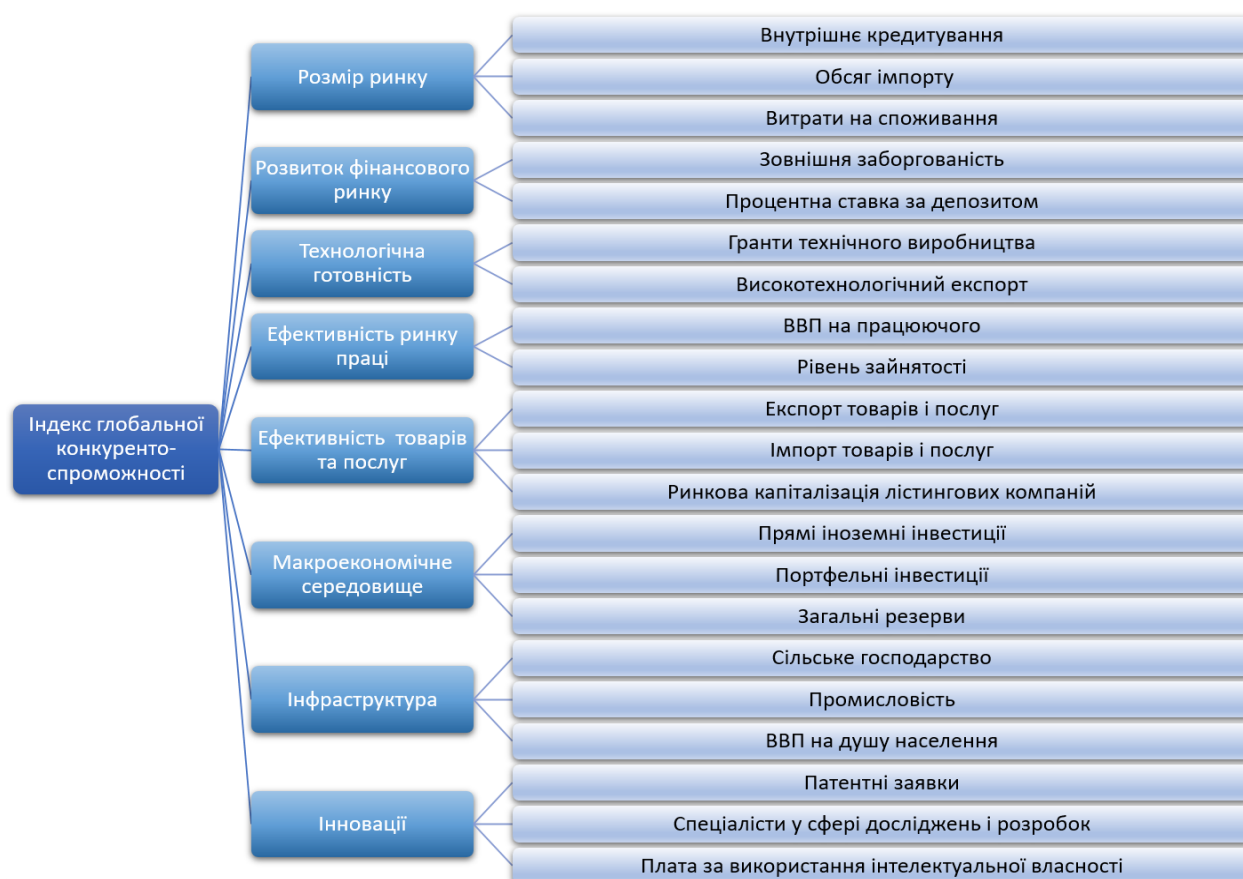 Індекс глобальної
конкуренто-
спроможності
Розмір ринку
Внутрішнє кредитування
Обсяг імпорту
Витрати на споживання
Розвиток фінансового
ринку
Зовнішня заборгованість
Процентна ставка за депозитом
Технологічна
готовність
Гранти технічного виробництва
Високотехнологічний експорт
Ефективність ринку
праці
ВВП на працюючого
Рівень зайнятості
Ефективність товарів
та послуг
Експорт товарів і послуг
Імпорт товарів і послуг
Ринкова капіталізація лістингових компаній
Макроекономічне
середовище
Прямі іноземні інвестиції
Портфельні інвестиції
Загальні резерви
Інфраструктура
Сільське господарство
Промисловість
ВВП на душу населення
Інновації
Патентні заявки
Спеціалісти у сфері досліджень і розробок
Плата за використання інтелектуальної власності